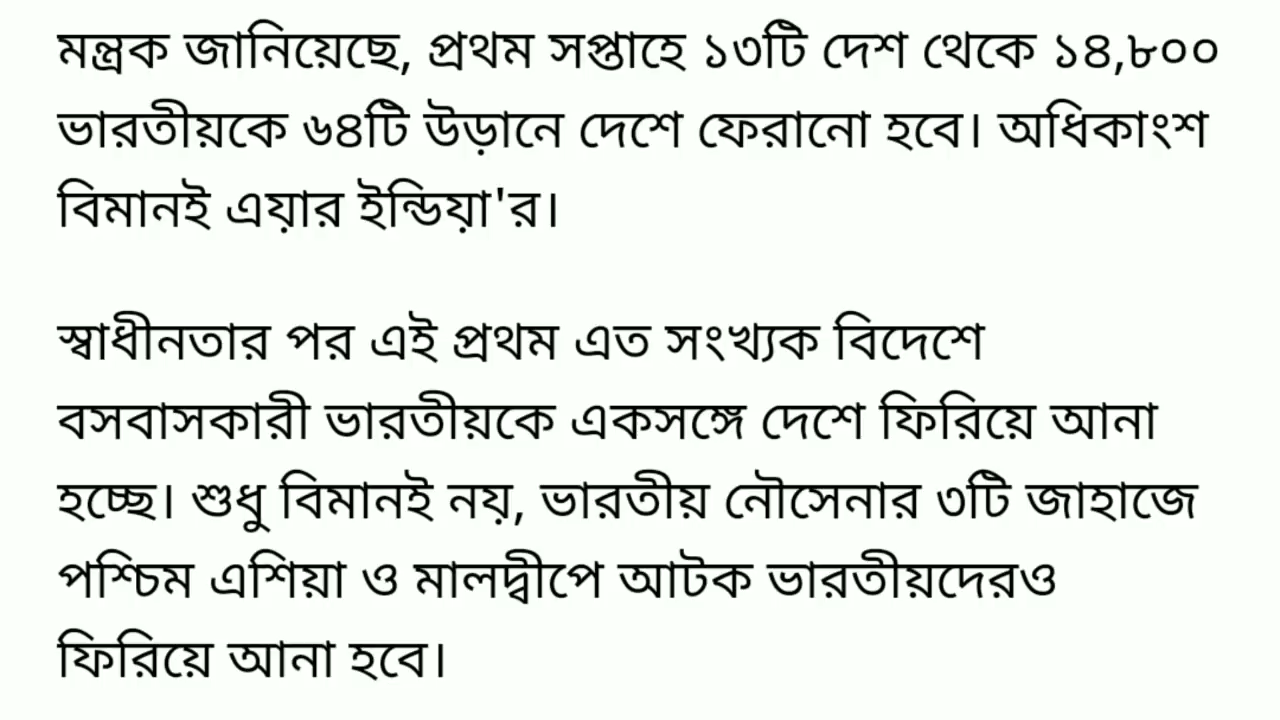 মন্ত্রক জানিয়েছে, প্রথম সপ্তাহে ১৩টি দেশ থেকে ১৪,৮০০
ভারতীয়কে ৬৪টি উড়ানে দেশে ফেরানো হবে। অধিকাংশ
বিমানই এয়ার ইন্ডিয়া'র।
স্বাধীনতার পর এই প্রথম এত সংখ্যক বিদেশে
বসবাসকারী ভারতীয়কে একসঙ্গে দেশে ফিরিয়ে আনা
হচ্ছে। শুধু বিমানই নয়, ভারতীয় নৌসেনার ৩টি জাহাজে
পশ্চিম এশিয়া ও মালদ্বীপে আটক ভারতীয়দেরও
ফিরিয়ে আনা হবে।